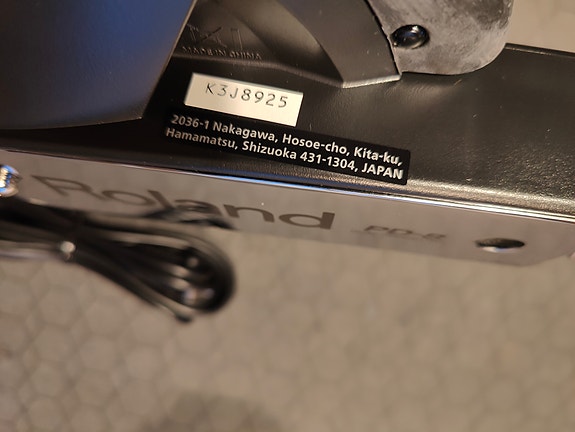 MADE IN CHINA
K3J8925
2036-1 Nakagawa, Hosoe-cho, Kita-ku,
Hamamatsu, Shizuoka 431-1304, JAPAN
Roland